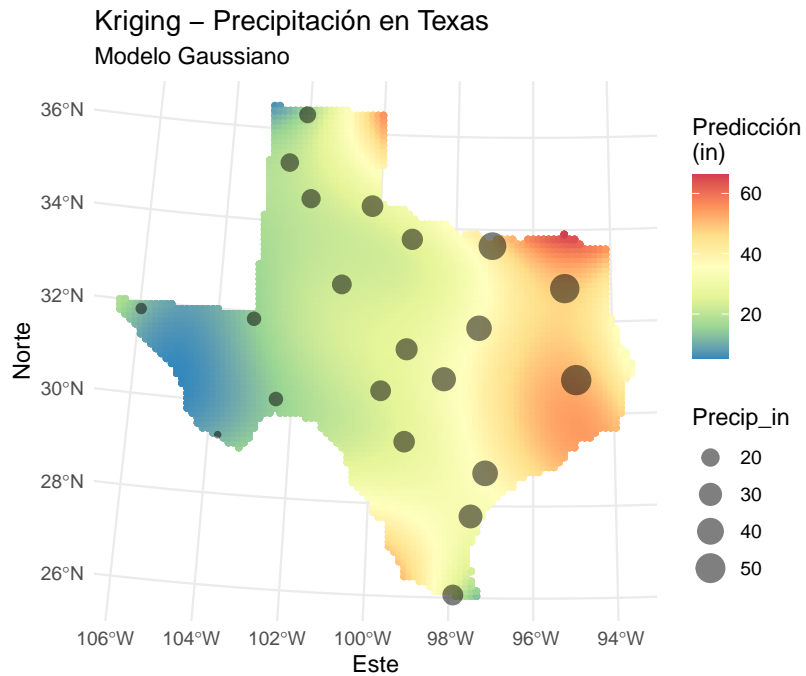 Kriging – Precipitación en Texas
Modelo Gaussiano
36°N
34°N
32°N
30°N
28°N
26°N
Norte
106°W
104°W
102°W
100°W
98°W
96°W
94°W
Este
Predicción
(in)
60
40
20
Precip_in
20
30
40
50